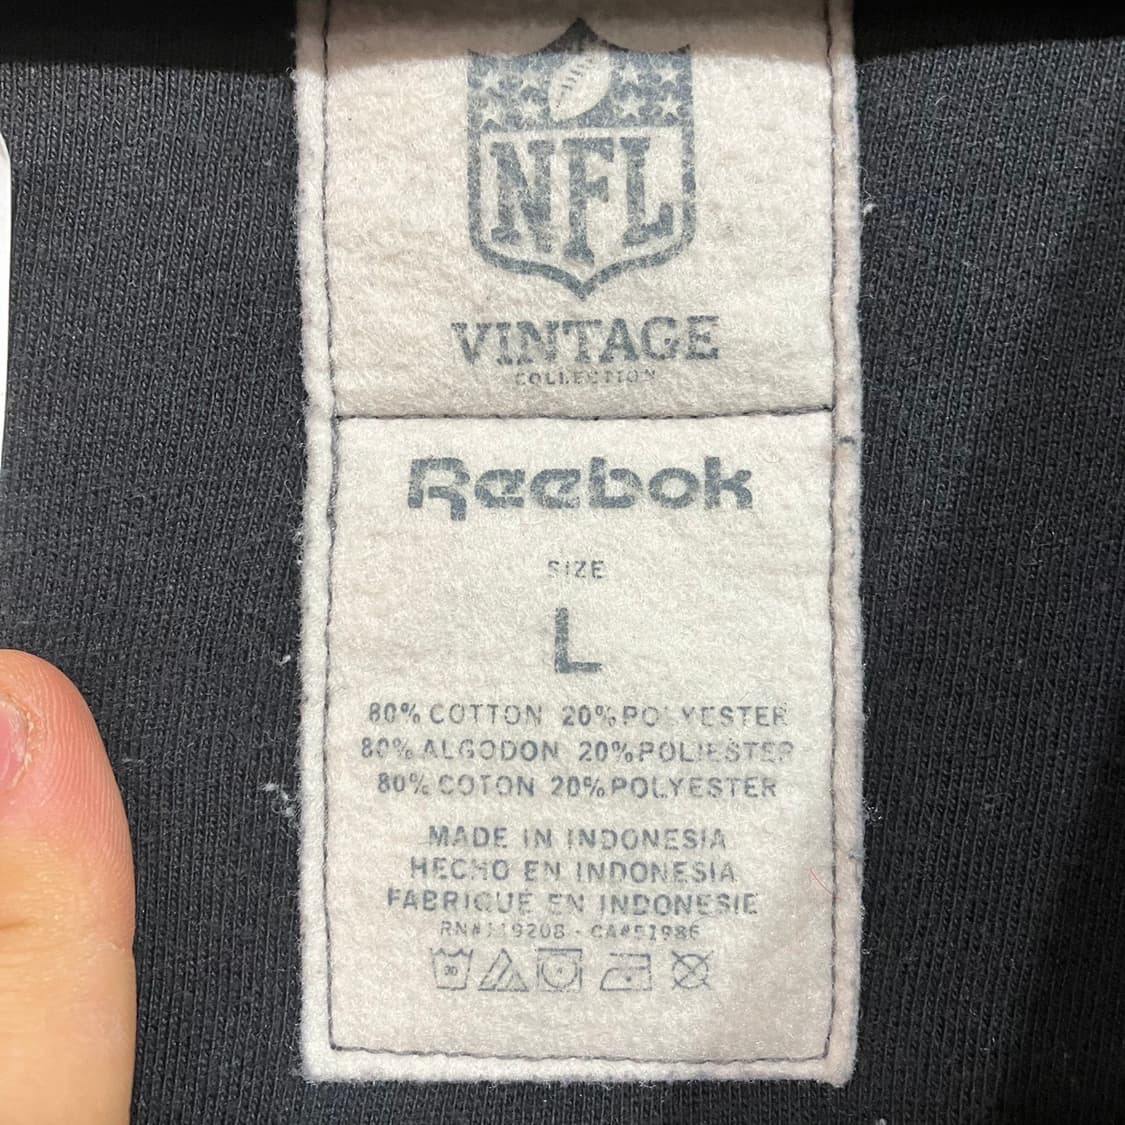 NFL
VINTAGE
COLLECTION
Reebok
SIZE
L
80% COTTON 20% POLYESTER
80% ALGODON 20% POLIESTER
80% COTON 20% POLYESTER
MADE IN INDONESIA
HECHO EN INDONESIA
FABRIQUE EN INDONESIE
RN#119208 - CA#51986
30